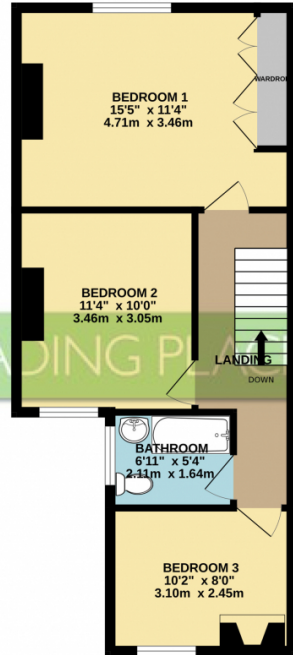 BEDROOM 1
15'5" x 11'4"
4.71m x 3.46m
WARDROB
BEDROOM 2
11'4" x 10'0"
3.46m x 3.05m
ADING PLAC
LANDING
DOWN
BATHROOM
6'11" x 5'4"
2.11m x 1.64m
BEDROOM 3
10'2" x 8'0"
3.10m x 2.45m